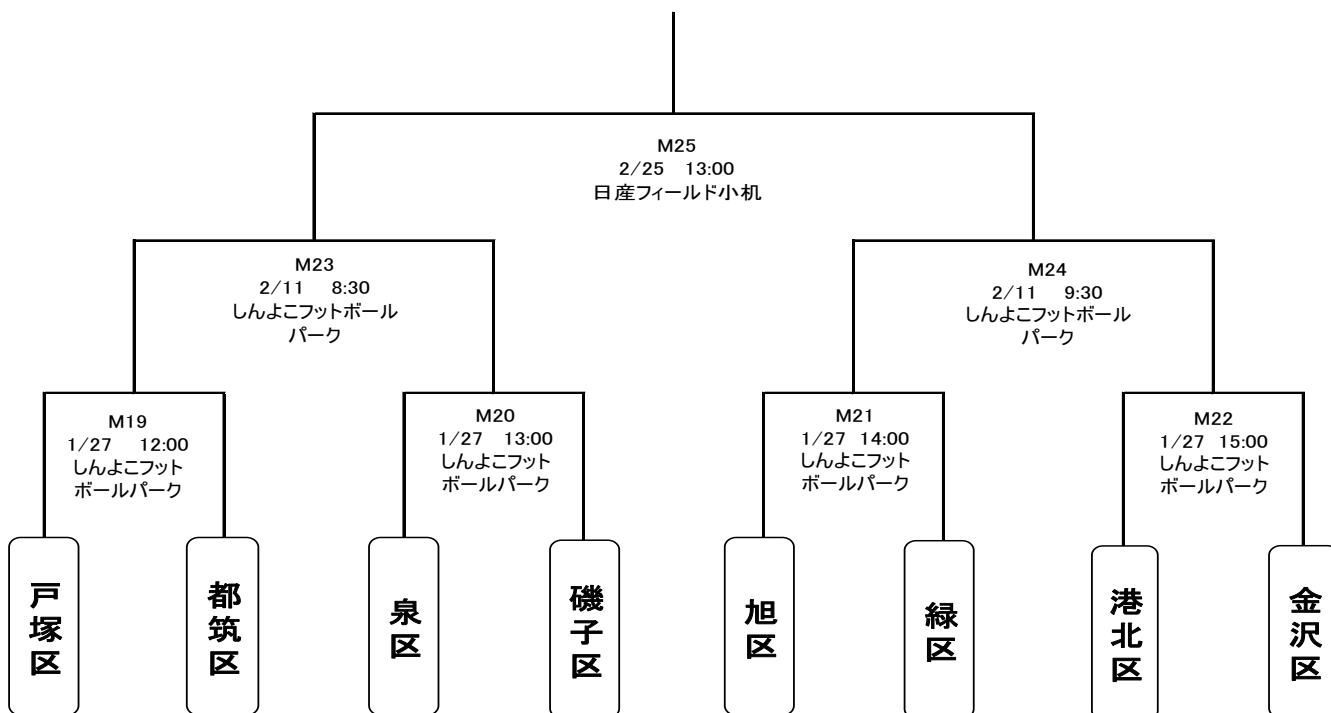 M25
2/25 13:00
日産フィールド小机
M23
2/11 8:30
しんよこフットボール
パーク
M24
2/11 9:30
しんよこフットボール
パーク
M19
1/27 12:00
しんよこフット
ボールパーク
M20
1/27 13:00
しんよこフット
ボールパーク
M21
1/27 14:00
しんよこフット
ボールパーク
M22
1/27 15:00
しんよこフット
ボールパーク
戸塚区
都筑区
泉区
磯子区
旭区
緑区
港北区
金沢区